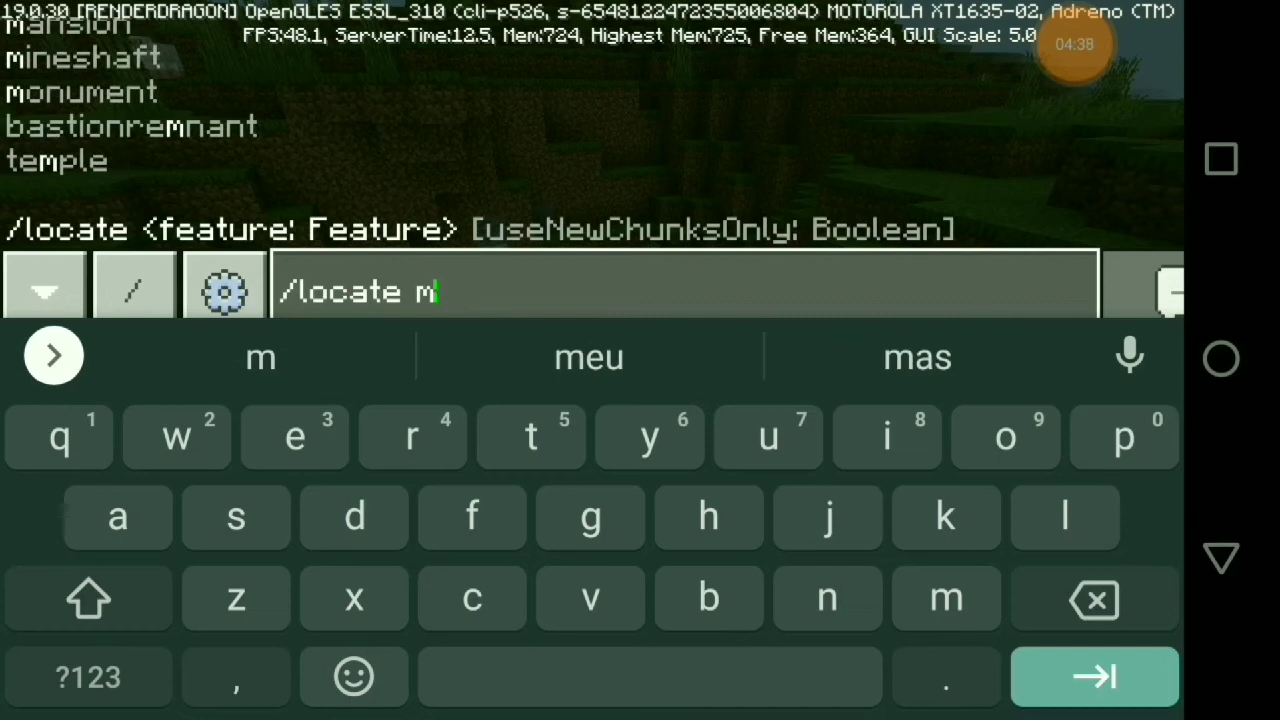 19.0.30 [RENDERDRAGON] OpenGLES ESSL_310 (cli-p526, s-6548122472355006804) MOTOROLA XT1635-02, Adreno (TM)
FPS:48.1, ServerTime:12.5, Mem:724, Highest Mem:725, Free Mem:364, GUI Scale: 5.0
04:38
mansion
mineshaft
monument
bastionremnant
temple
/locate <feature: Feature> [useNewChunksOnly: Boolean]
/
/locate m
m meu mas
q 1 w 2 e 3 r 4 t 5 y 6 u 7 i 8 o 9 p 0
a s d f g h j k l
z x c v b n m
?123 , .